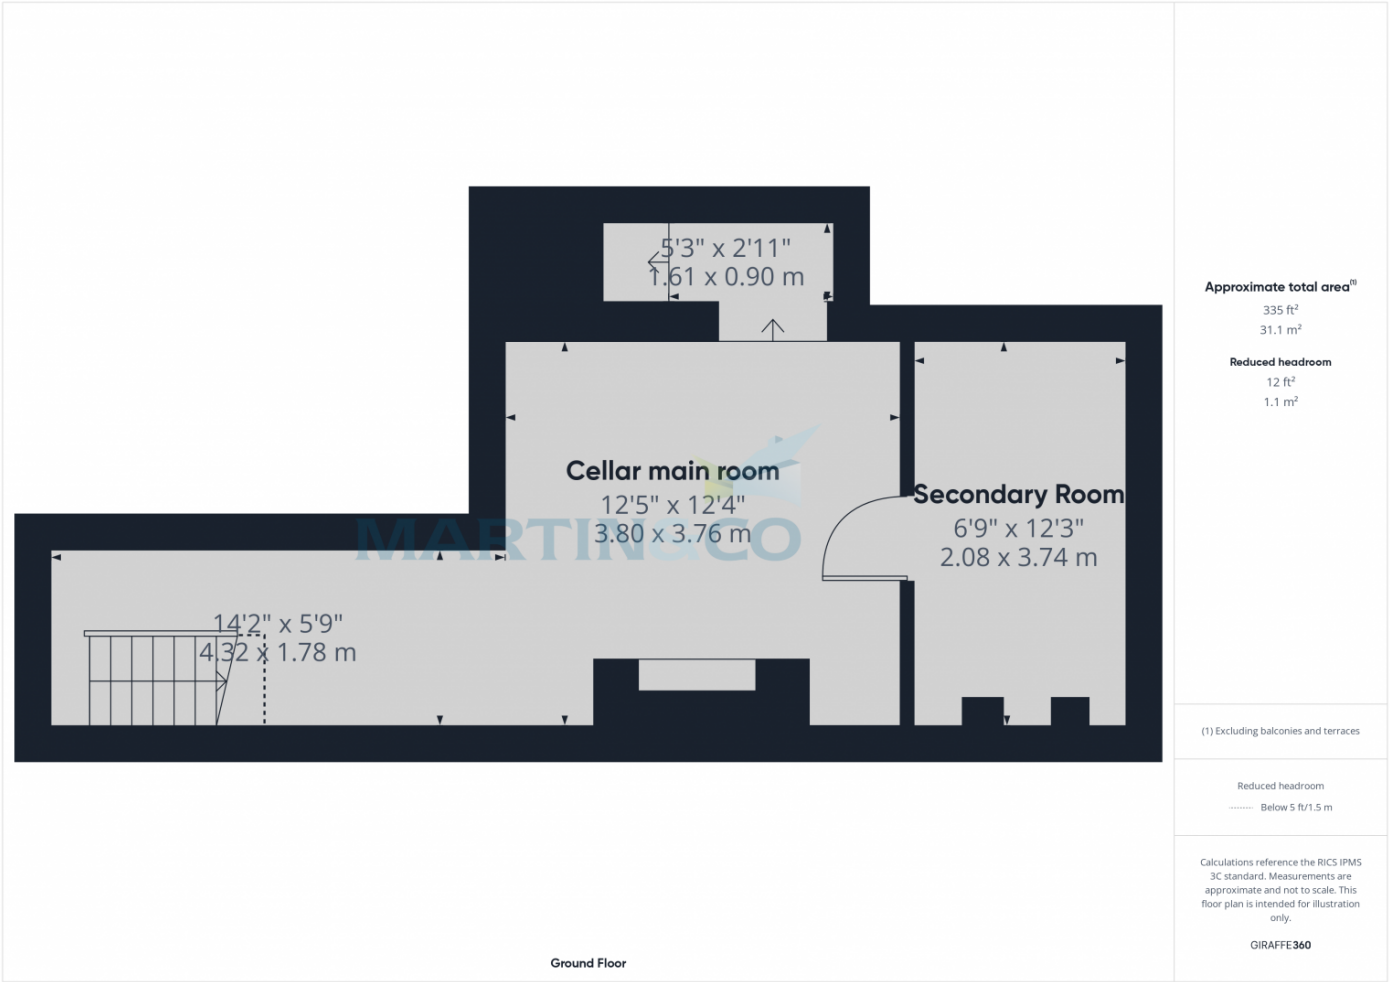 5'3" x 2'11"
1.61 x 0.90 m
Cellar main room
12'5" x 12'4"
3.80 x 3.76 m
MARTIN&CO
Secondary Room
6'9" x 12'3"
2.08 x 3.74 m
14'2" x 5'9"
4.32 x 1.78 m
Ground Floor
Approximate total area(1)
335 ft²
31.1 m²
Reduced headroom
12 ft²
1.1 m²
(1) Excluding balconies and terraces
Reduced headroom
Below 5 ft/1.5 m
Calculations reference the RICS IPMS
3C standard. Measurements are
approximate and not to scale. This
floor plan is intended for illustration
only.
GIRAFFE360